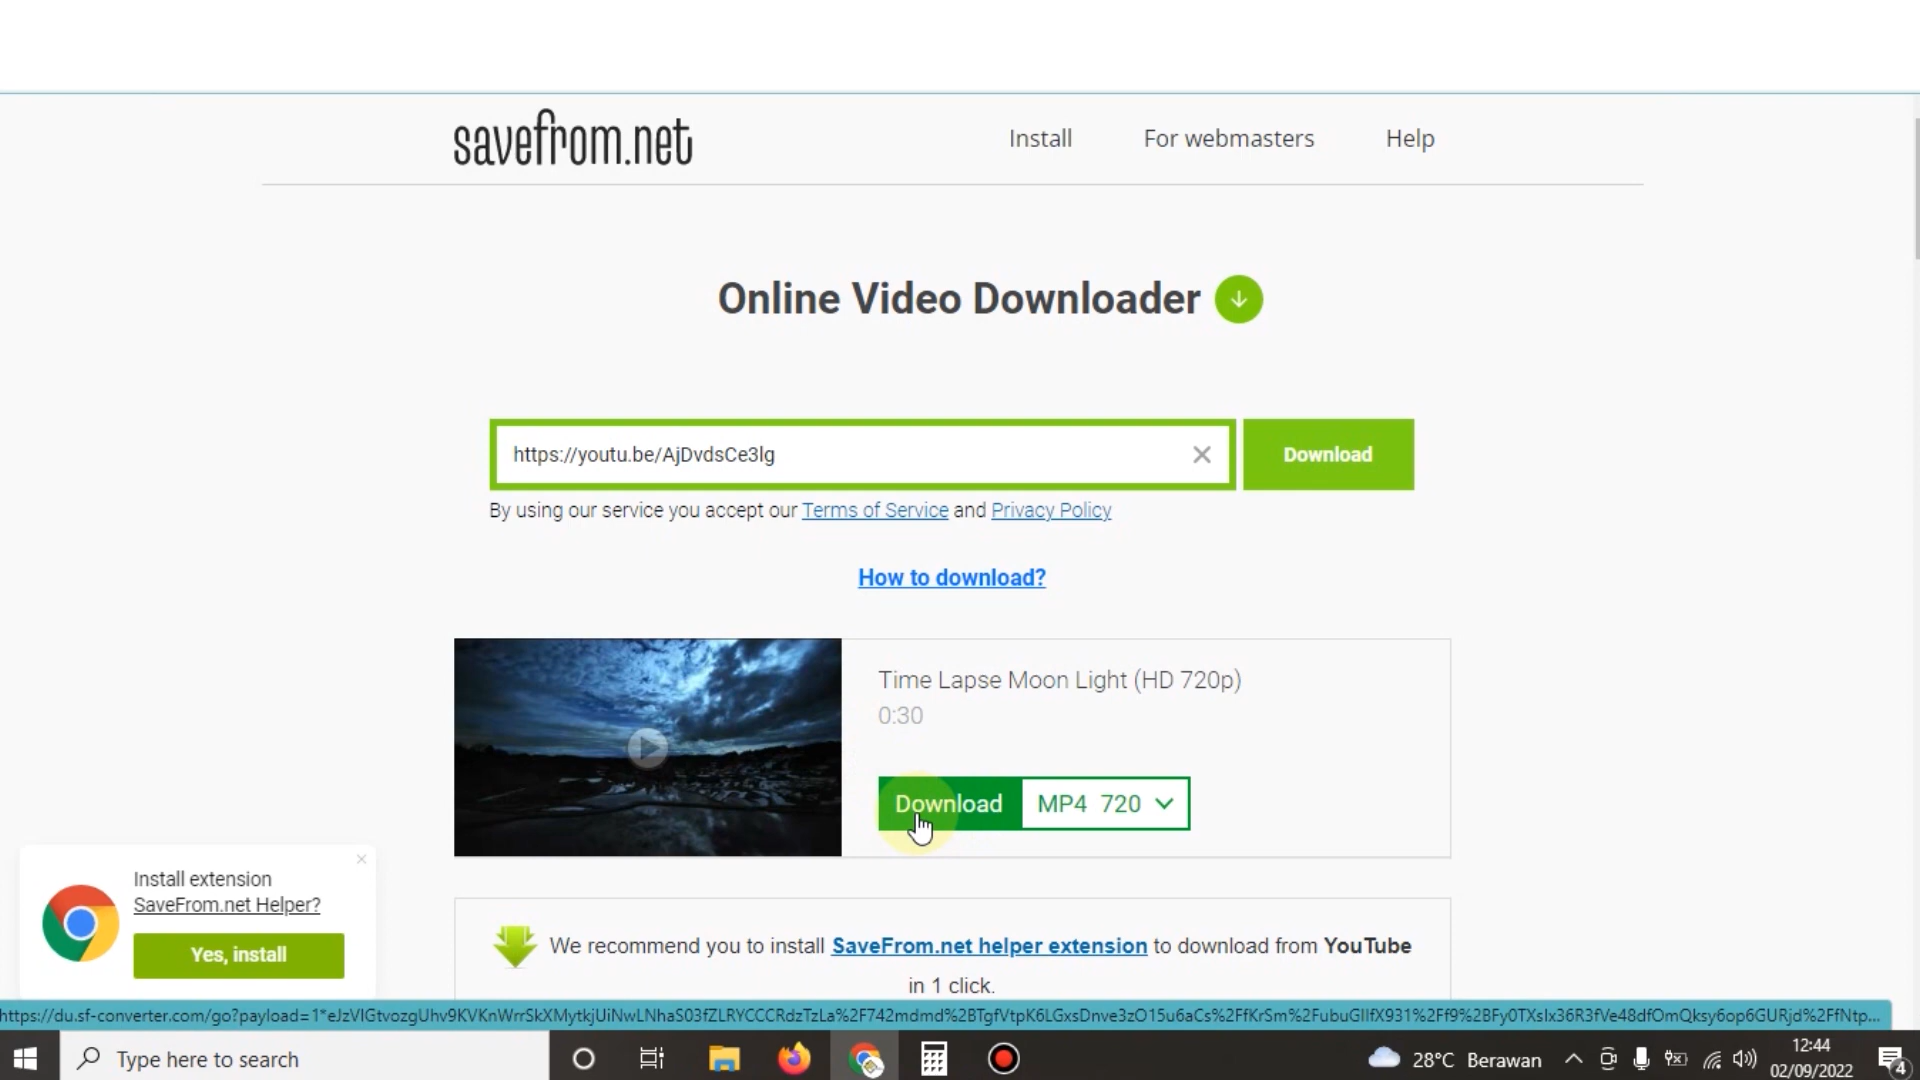 savefrom.net
Install
For webmasters
Help
Online Video Downloader
https://youtu.be/AjDvdsCe3lg
Download
By using our service you accept our Terms of Service and Privacy Policy
How to download?
Time Lapse Moon Light (HD 720p)
0:30
Download
MP4 720
Install extension
SaveFrom.net Helper?
Yes, install
We recommend you to install SaveFrom.net helper extension to download from YouTube
in 1 click.
Type here to search
28°C Berawan
12:44
02/09/2022
4